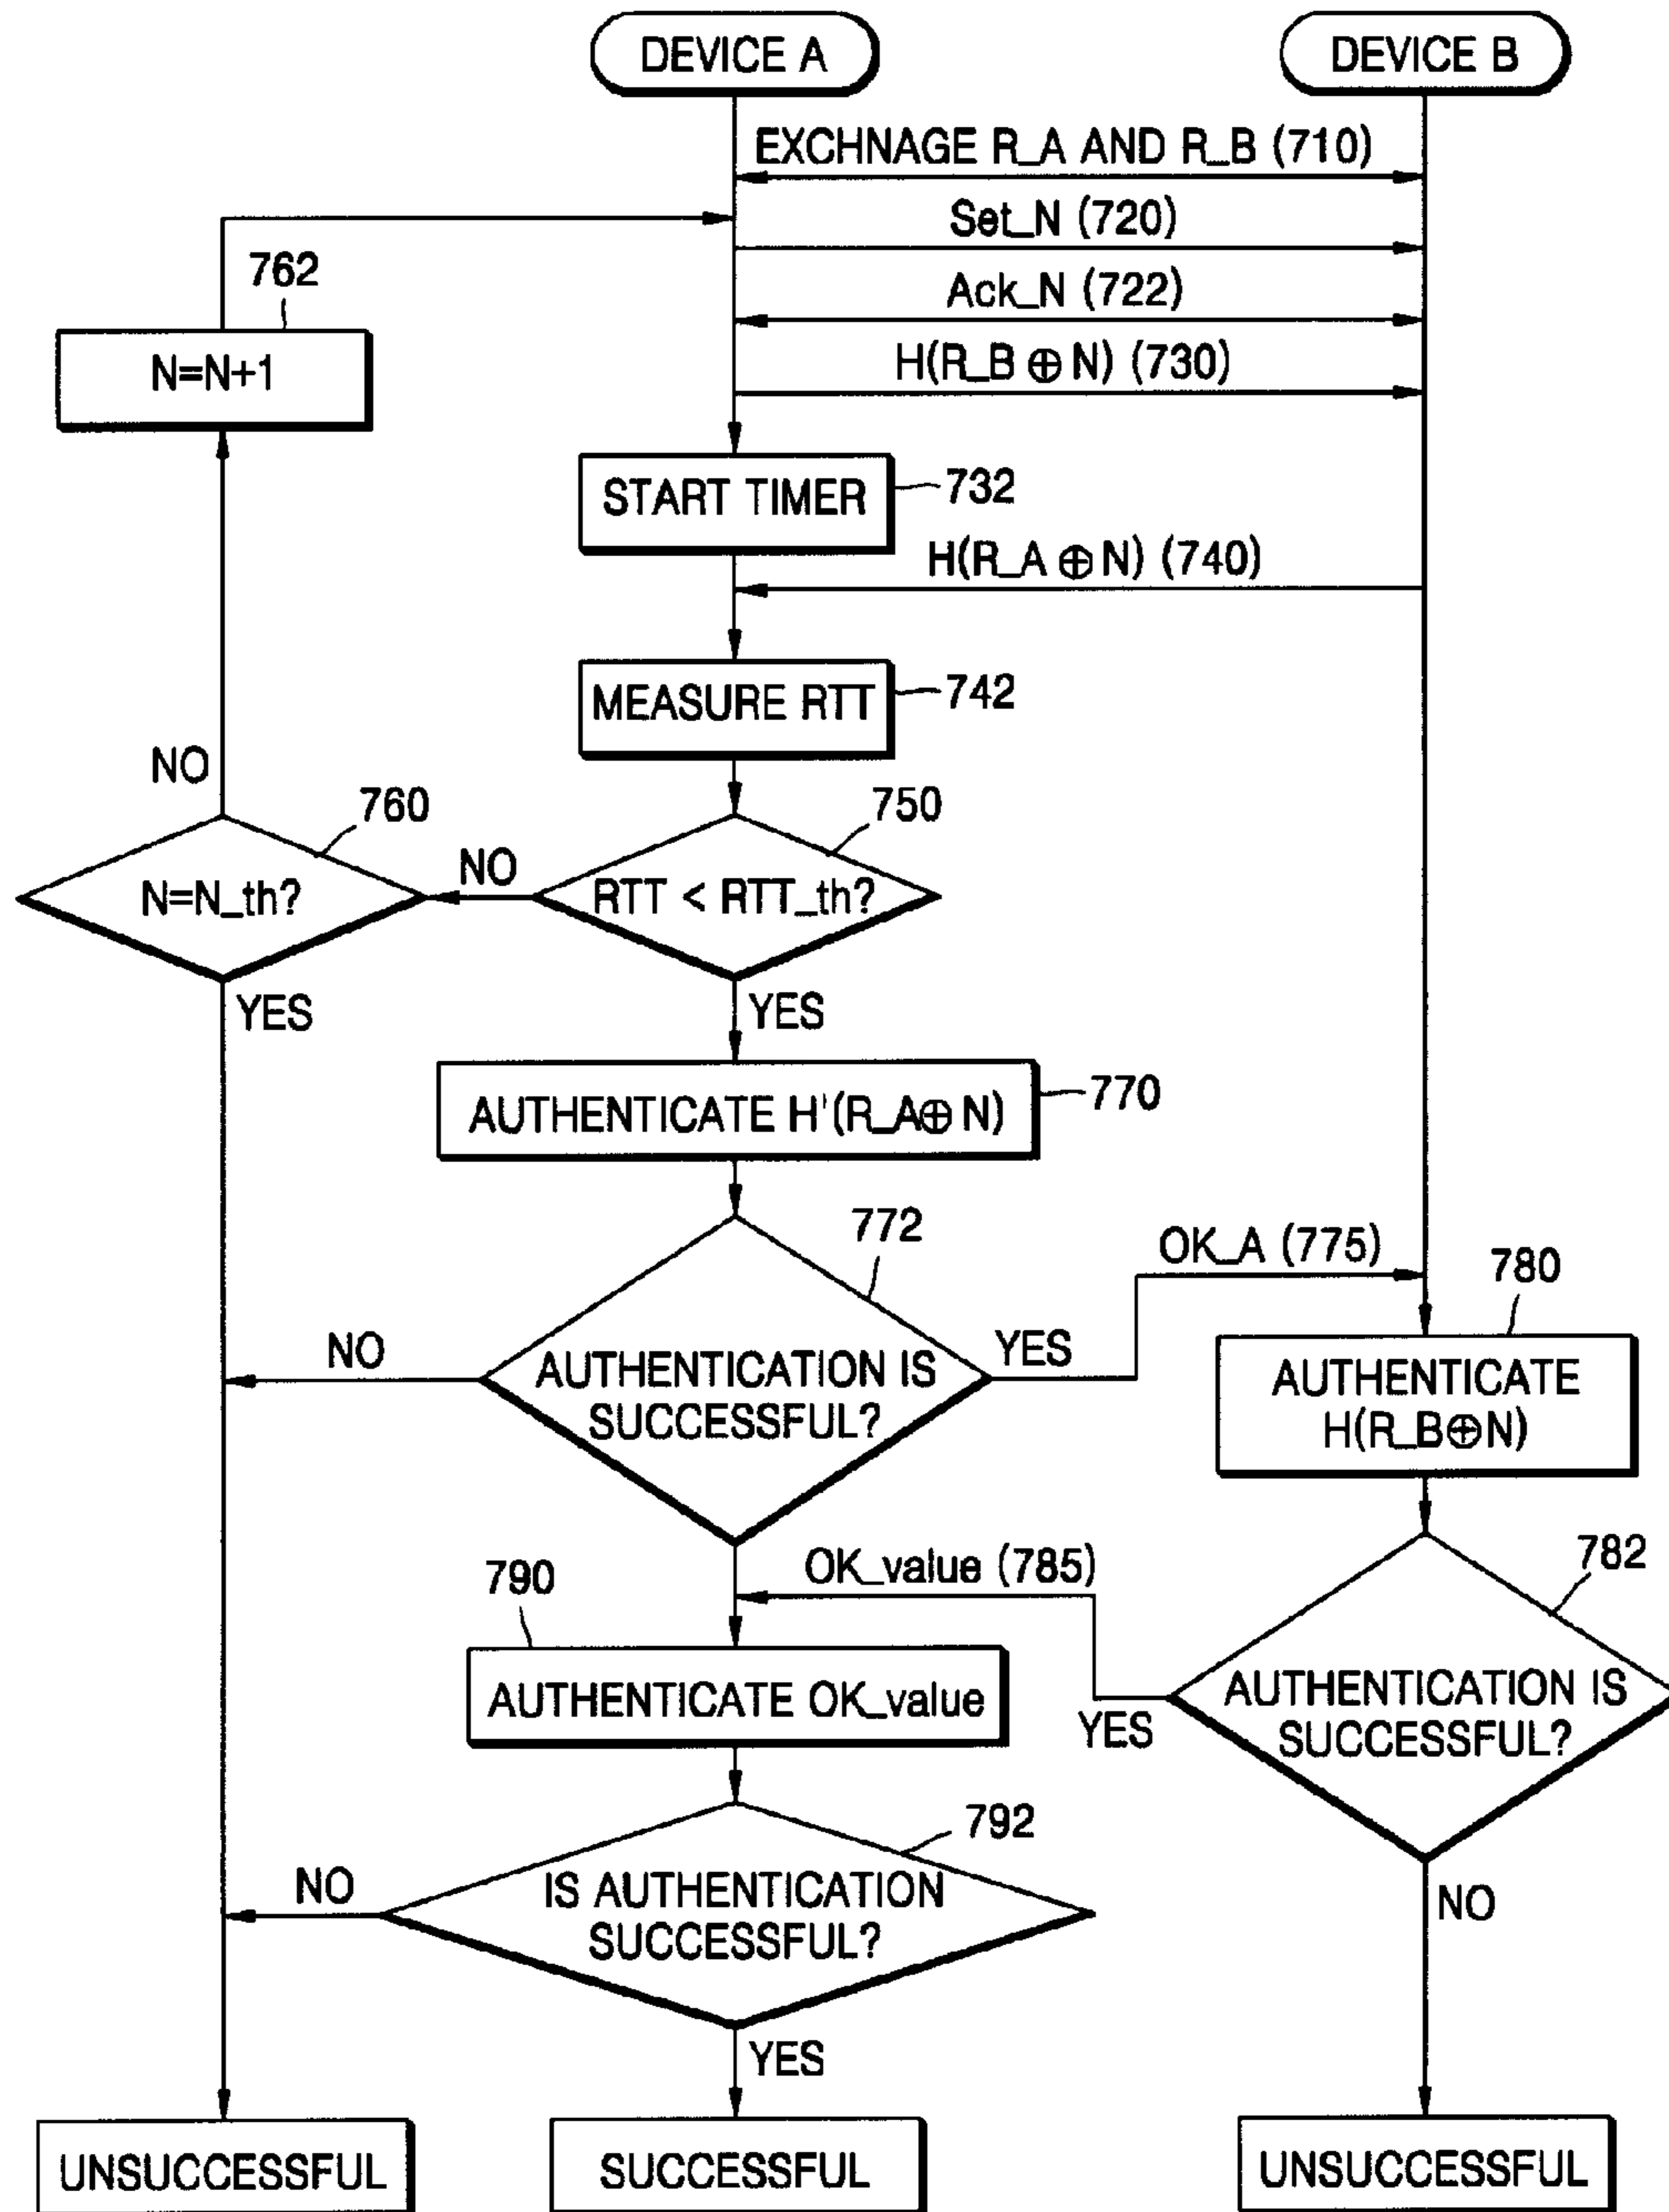 DEVICE A
DEVICE B
EXCHNAGE R_A AND R_B (710)
Set_N (720)
762
Ack_N (722)
N=N+1
H(R_B ⊕ N) (730)
START TIMER
732
H(R_A ⊕ N) (740)
MEASURE RTT
742
NO
760
750
N=N_th?
NO
RTT < RTT_th?
YES
YES
AUTHENTICATE H'(R_A⊕ N)
770
772
OK_A (775)
780
NO
AUTHENTICATION IS
SUCCESSFUL?
YES
AUTHENTICATE
H(R_B⊕N)
790
OK_value (785)
782
AUTHENTICATE OK_value
YES
AUTHENTICATION IS
SUCCESSFUL?
792
NO
IS AUTHENTICATION
SUCCESSFUL?
NO
YES
UNSUCCESSFUL
SUCCESSFUL
UNSUCCESSFUL